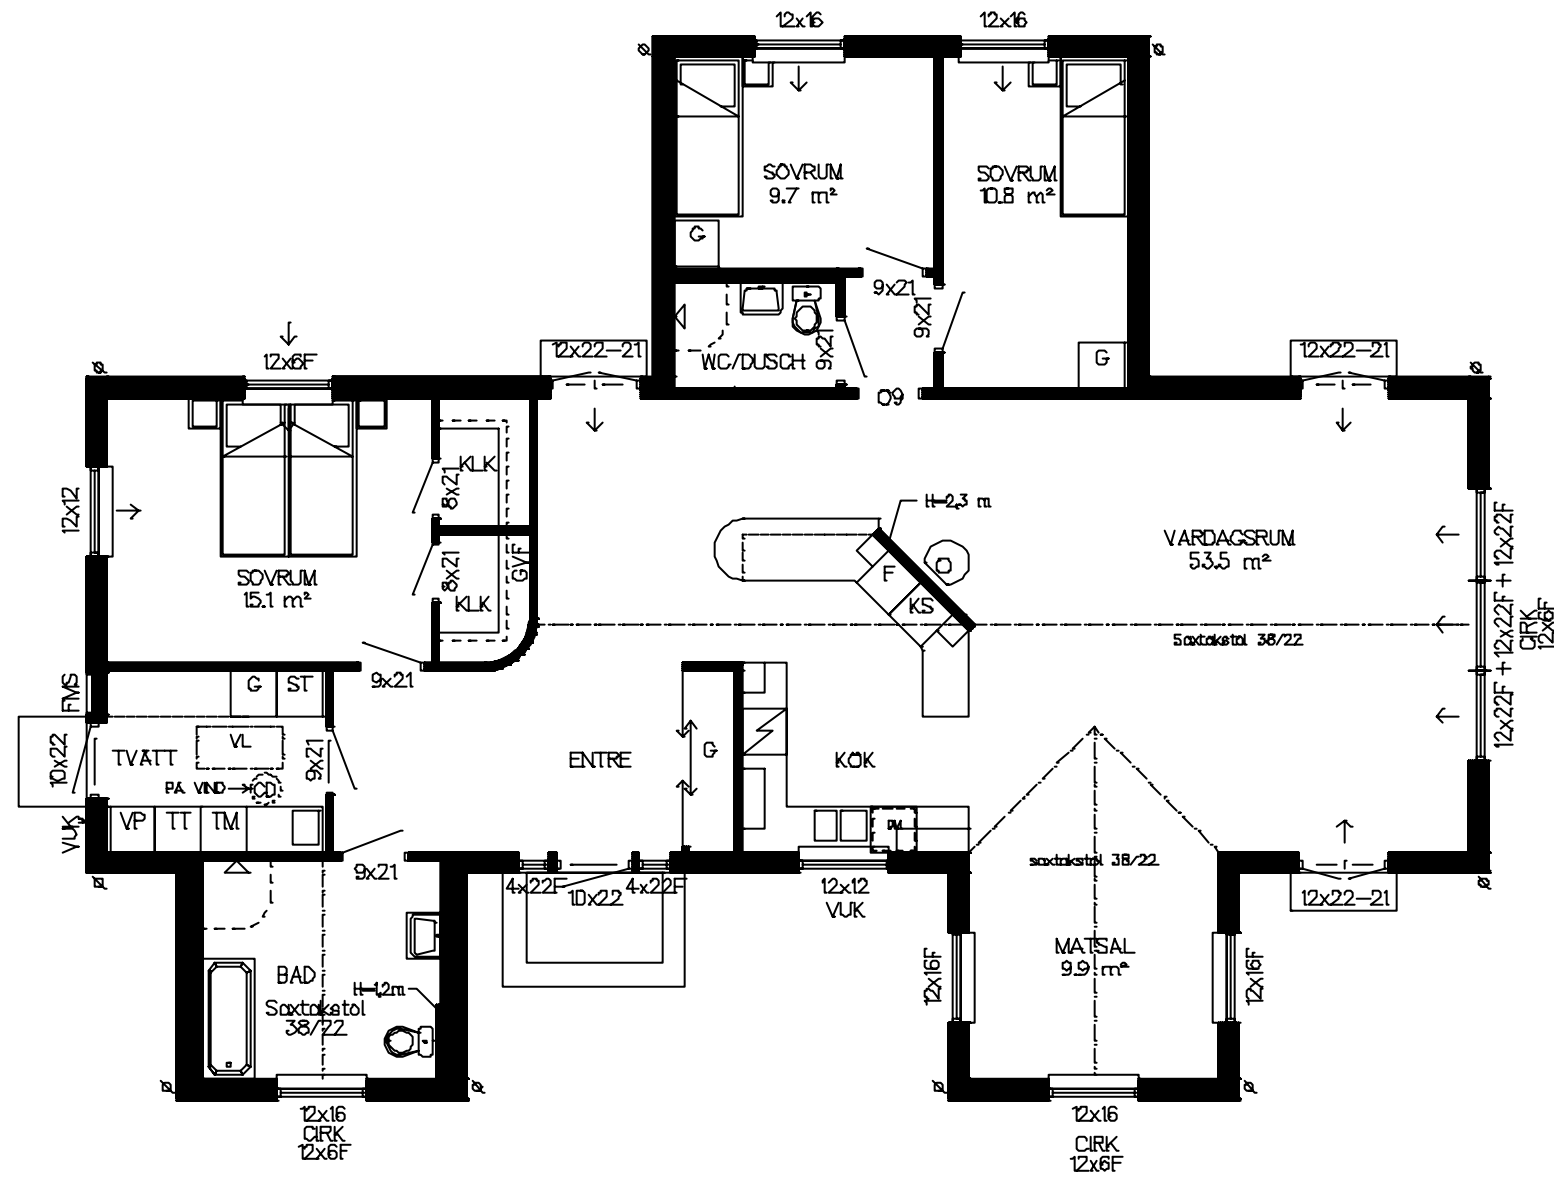 12x16
12x16
SOVRUM
9.7 m²
SOVRUM
10.8 m²
G
9x21
9x21
9x21
WC/DUSCH
G
O9
12x6F
12x22-21
12x22-21
12x12
KLK
8x21
SOVRUM
15.1 m²
8x21
KLK
GVF
H=2,3 m
F
KS
VARDAGSRUM
53.5 m²
Saxtakstol 38/22
12x22F
+
12x22F
+
12x22F
CIRK
12x6F
9x21
FMS
G
ST
10x22
TVÄTT
VL
9x21
PÅ VIND
CD
VUK
VP
TT
TM
ENTRE
G
KÖK
DM
saxtakstol 38/22
9x21
4x22F
10x22
4x22F
12x12
VUK
12x22-21
BAD
Saxtakstol
38/22
H=1,2m
12x16F
MATSAL
9.9 m²
12x16F
12x16
CIRK
12x6F
12x16
CIRK
12x6F